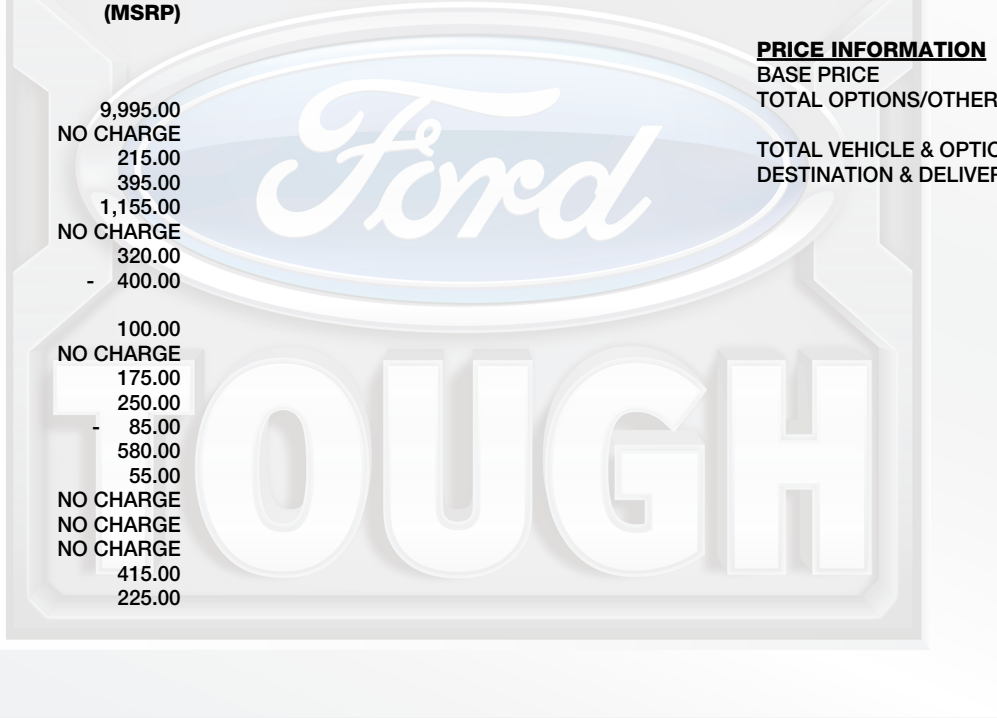 (MSRP)
9,995.00
NO CHARGE
215.00
395.00
1,155.00
NO CHARGE
320.00
- 400.00
100.00
NO CHARGE
175.00
250.00
- 85.00
580.00
55.00
NO CHARGE
NO CHARGE
NO CHARGE
415.00
225.00
PRICE INFORMATION
BASE PRICE
TOTAL OPTIONS/OTHER
TOTAL VEHICLE & OPTIO
DESTINATION & DELIVER
Ford
TOUGH